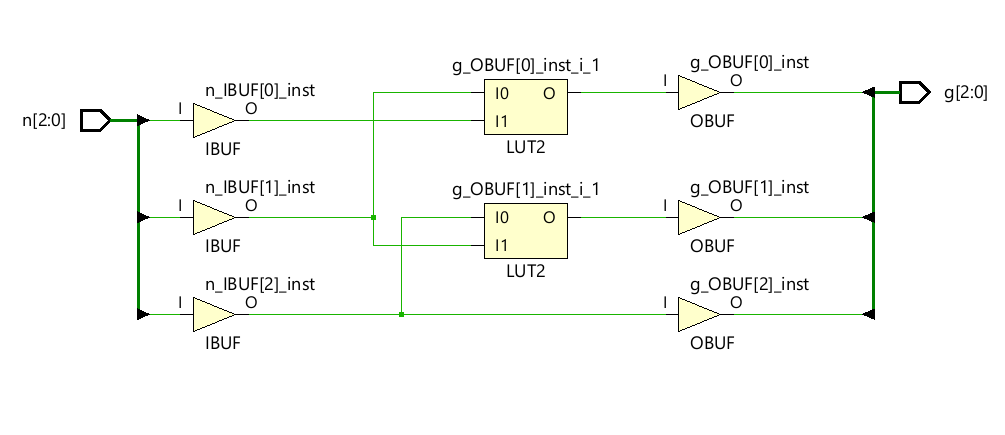 g_OBUF[0]_inst_i_1
g_OBUF[0]_inst
n_IBUF[0]_inst
I
O
I0
O
I
O
n[2:0]
g[2:0]
I1
IBUF
LUT2
OBUF
n_IBUF[1]_inst
g_OBUF[1]_inst_i_1
g_OBUF[1]_inst
I
O
I0
O
I
O
I1
IBUF
LUT2
OBUF
n_IBUF[2]_inst
g_OBUF[2]_inst
I
O
I
O
IBUF
OBUF